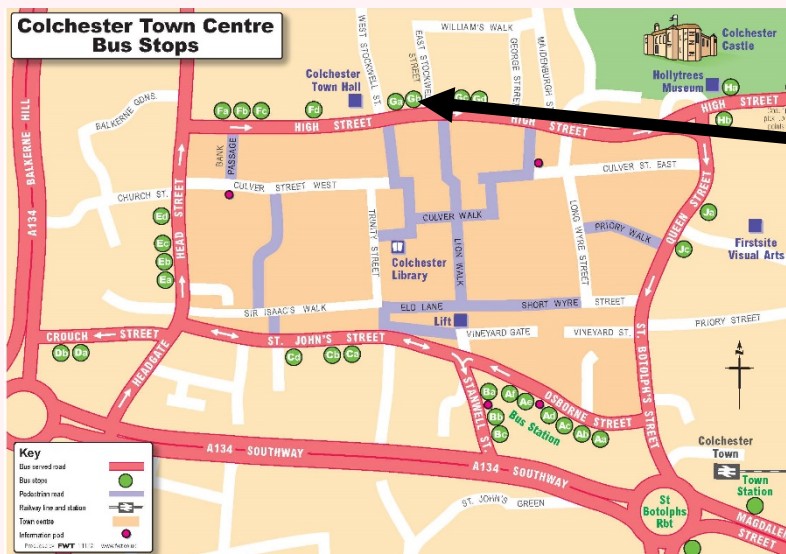 Colchester Town Centre
Bus Stops
BALKERNE HILL
A134
BALKERNE GDNS.
WEST STOCKWELL ST.
EAST STOCKWELL
STREET
WILLIAM'S WALK
GEORGE STREET
MAIDENBURGH ST.
Colchester
Castle
Hollytrees
Museum
Colchester
Town Hall
Fa
Fb
Fc
Fd
Ga
Gb
Gc
Gd
Ha
Hb
HIGH STREET
HIGH STREET
HIGH STREET
BANK
PASSAGE
CHURCH ST.
CULVER STREET WEST
CULVER ST. EAST
HEAD STREET
Ed
Ec
Eb
Ea
TRINITY STREET
CULVER WALK
LION WALK
LONG WYRE
STREET
PRIORY WALK
QUEEN STREET
Ja
Jc
Firstsite
Visual Arts
Colchester
Library
SIR ISAAC'S WALK
ELD LANE
SHORT WYRE
STREET
Lift
VINEYARD GATE
VINEYARD ST.
PRIORY STREET
CROUCH STREET
Db
Da
HEADGATE
ST. JOHN'S STREET
Cd
Cb
Ca
STANWELL ST.
OSBORNE STREET
ST. BOTOLPH'S STREET
Ba
Bb
Bc
Af
Ae
Ad
Ac
Ab
Aa
Bus Station
N
A134 SOUTHWAY
A134 SOUTHWAY
ST. JOHN'S
GREEN
Colchester
Town
Town
Station
St
Botolphs
Rbt
MAGDALEN
STREET
Key
Bus served road
Bus stops
Pedestrian road
Railway line and station
Town centre
Information pod
Produced by FWT